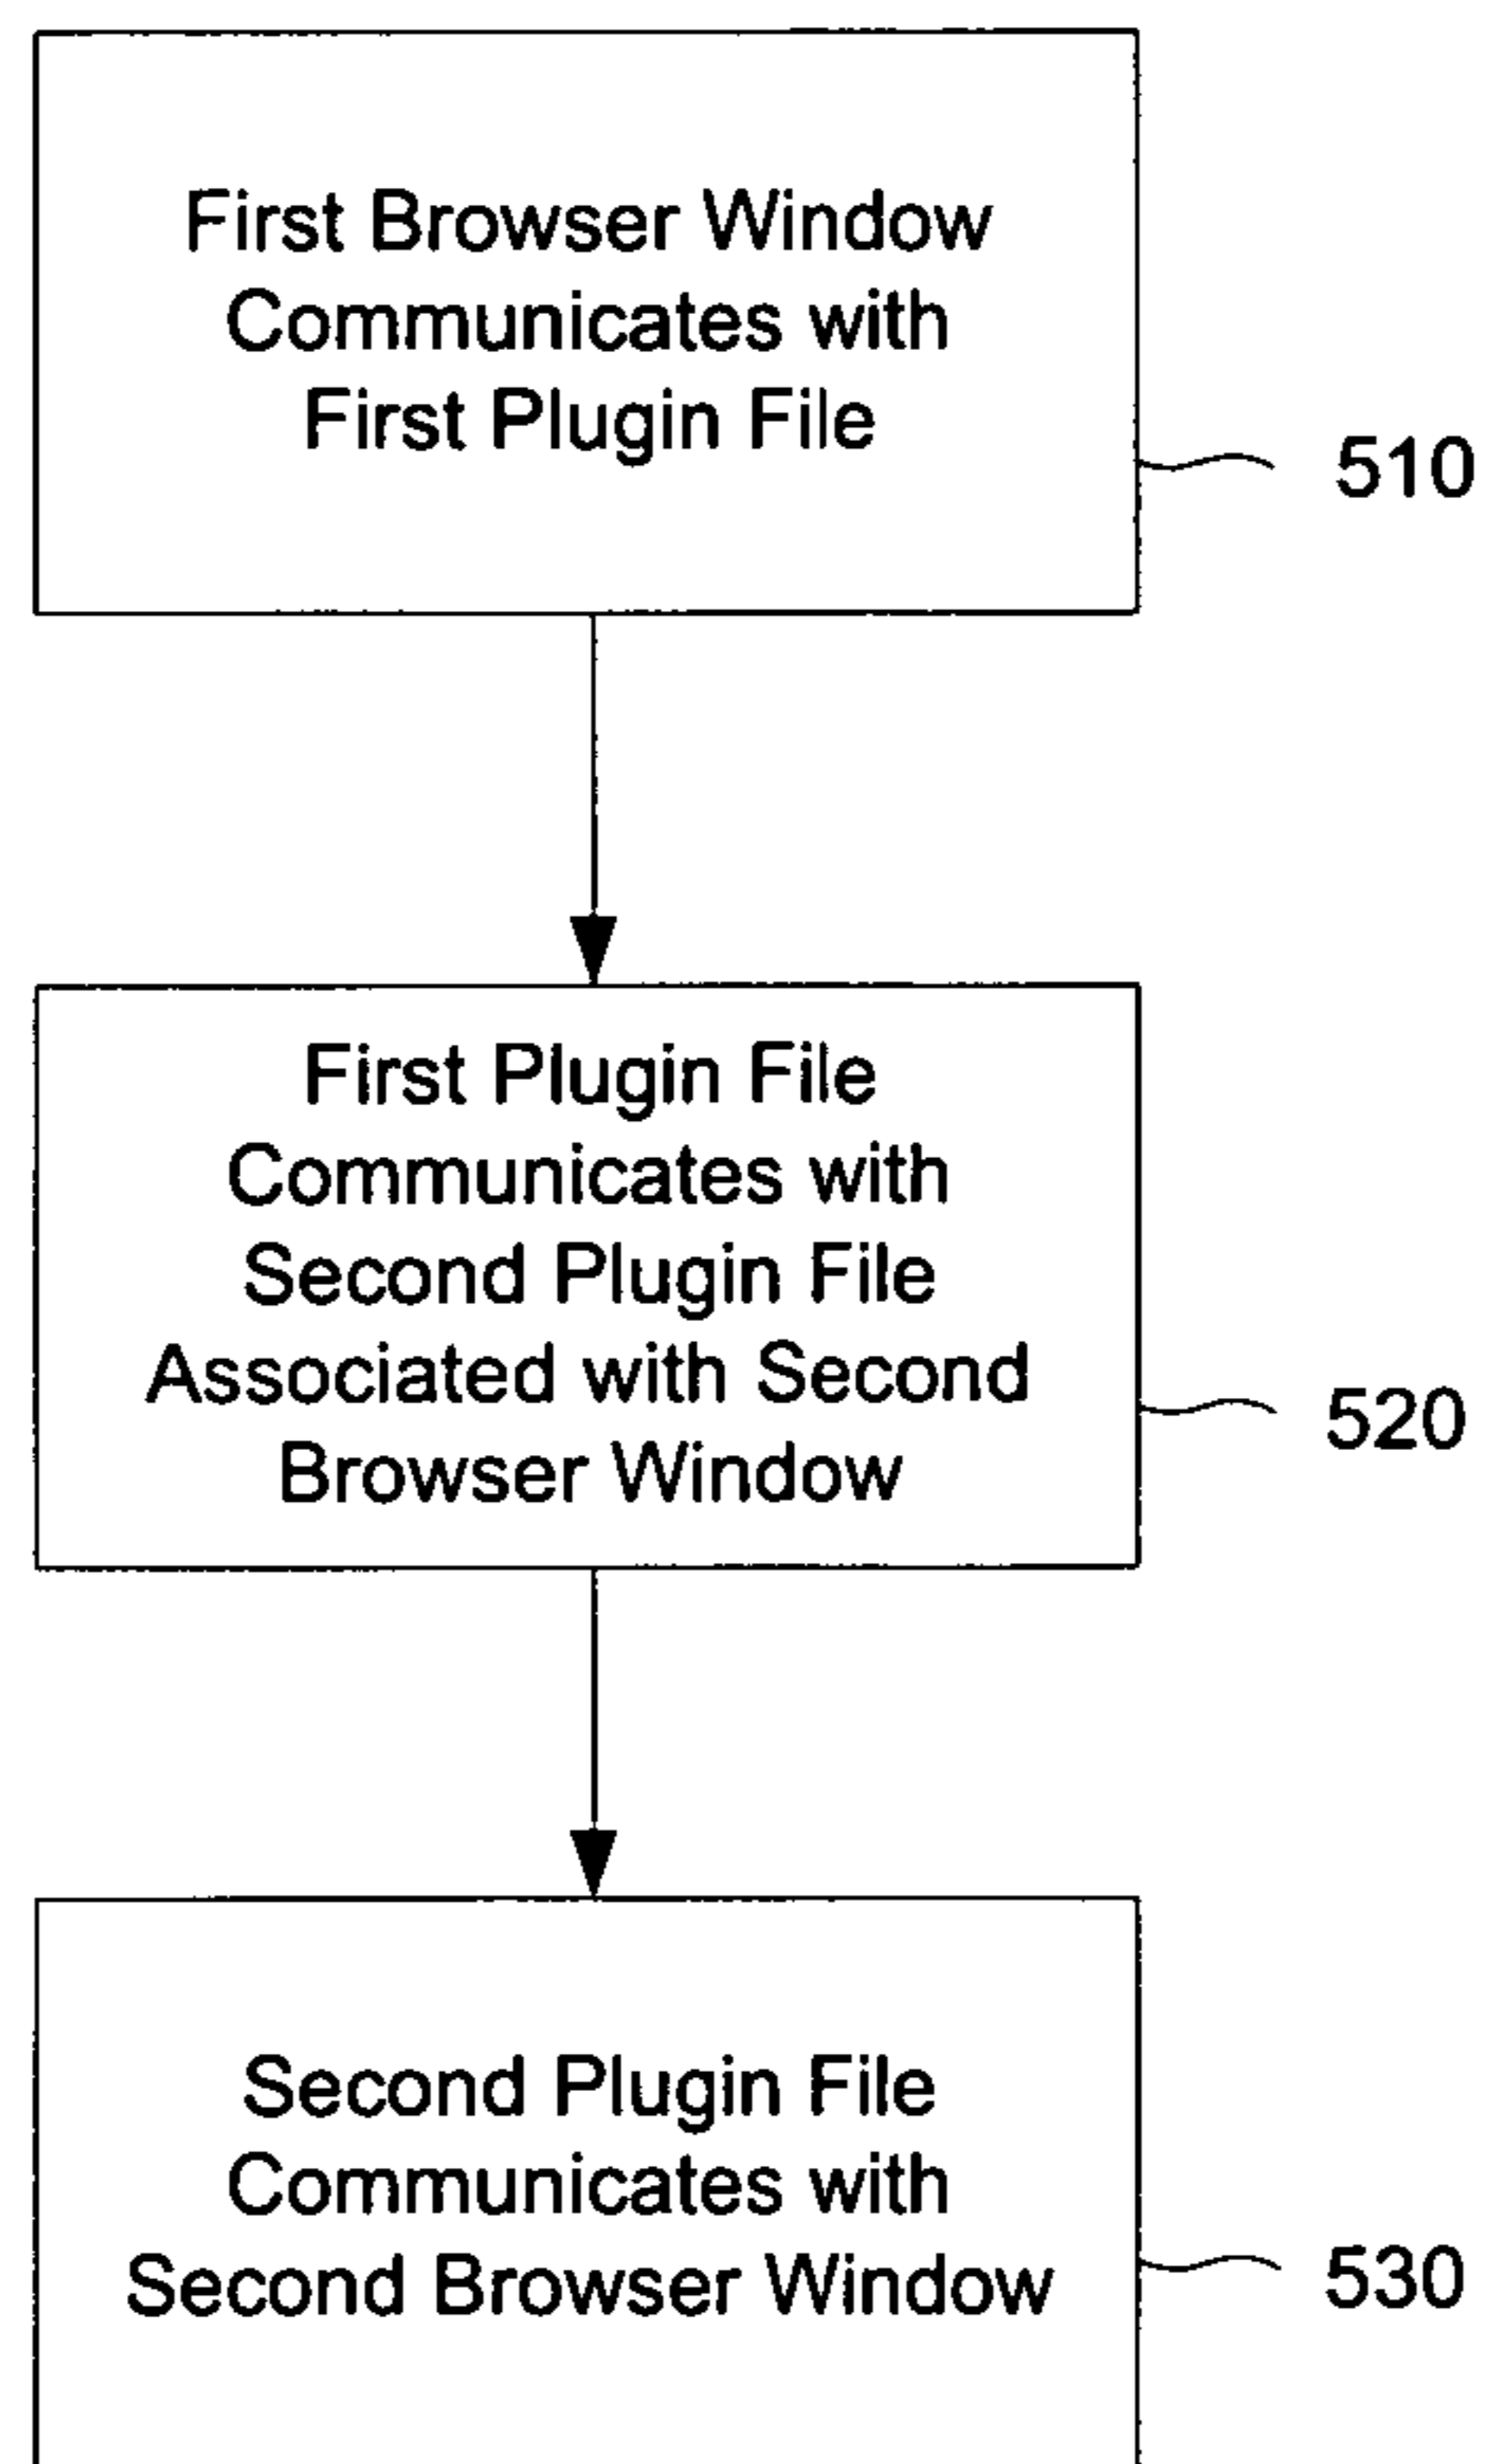 First Browser Window
Communicates with
First Plugin File
510
First Plugin File
Communicates with
Second Plugin File
Associated with Second
Browser Window
520
Second Plugin File
Communicates with
Second Browser Window
530